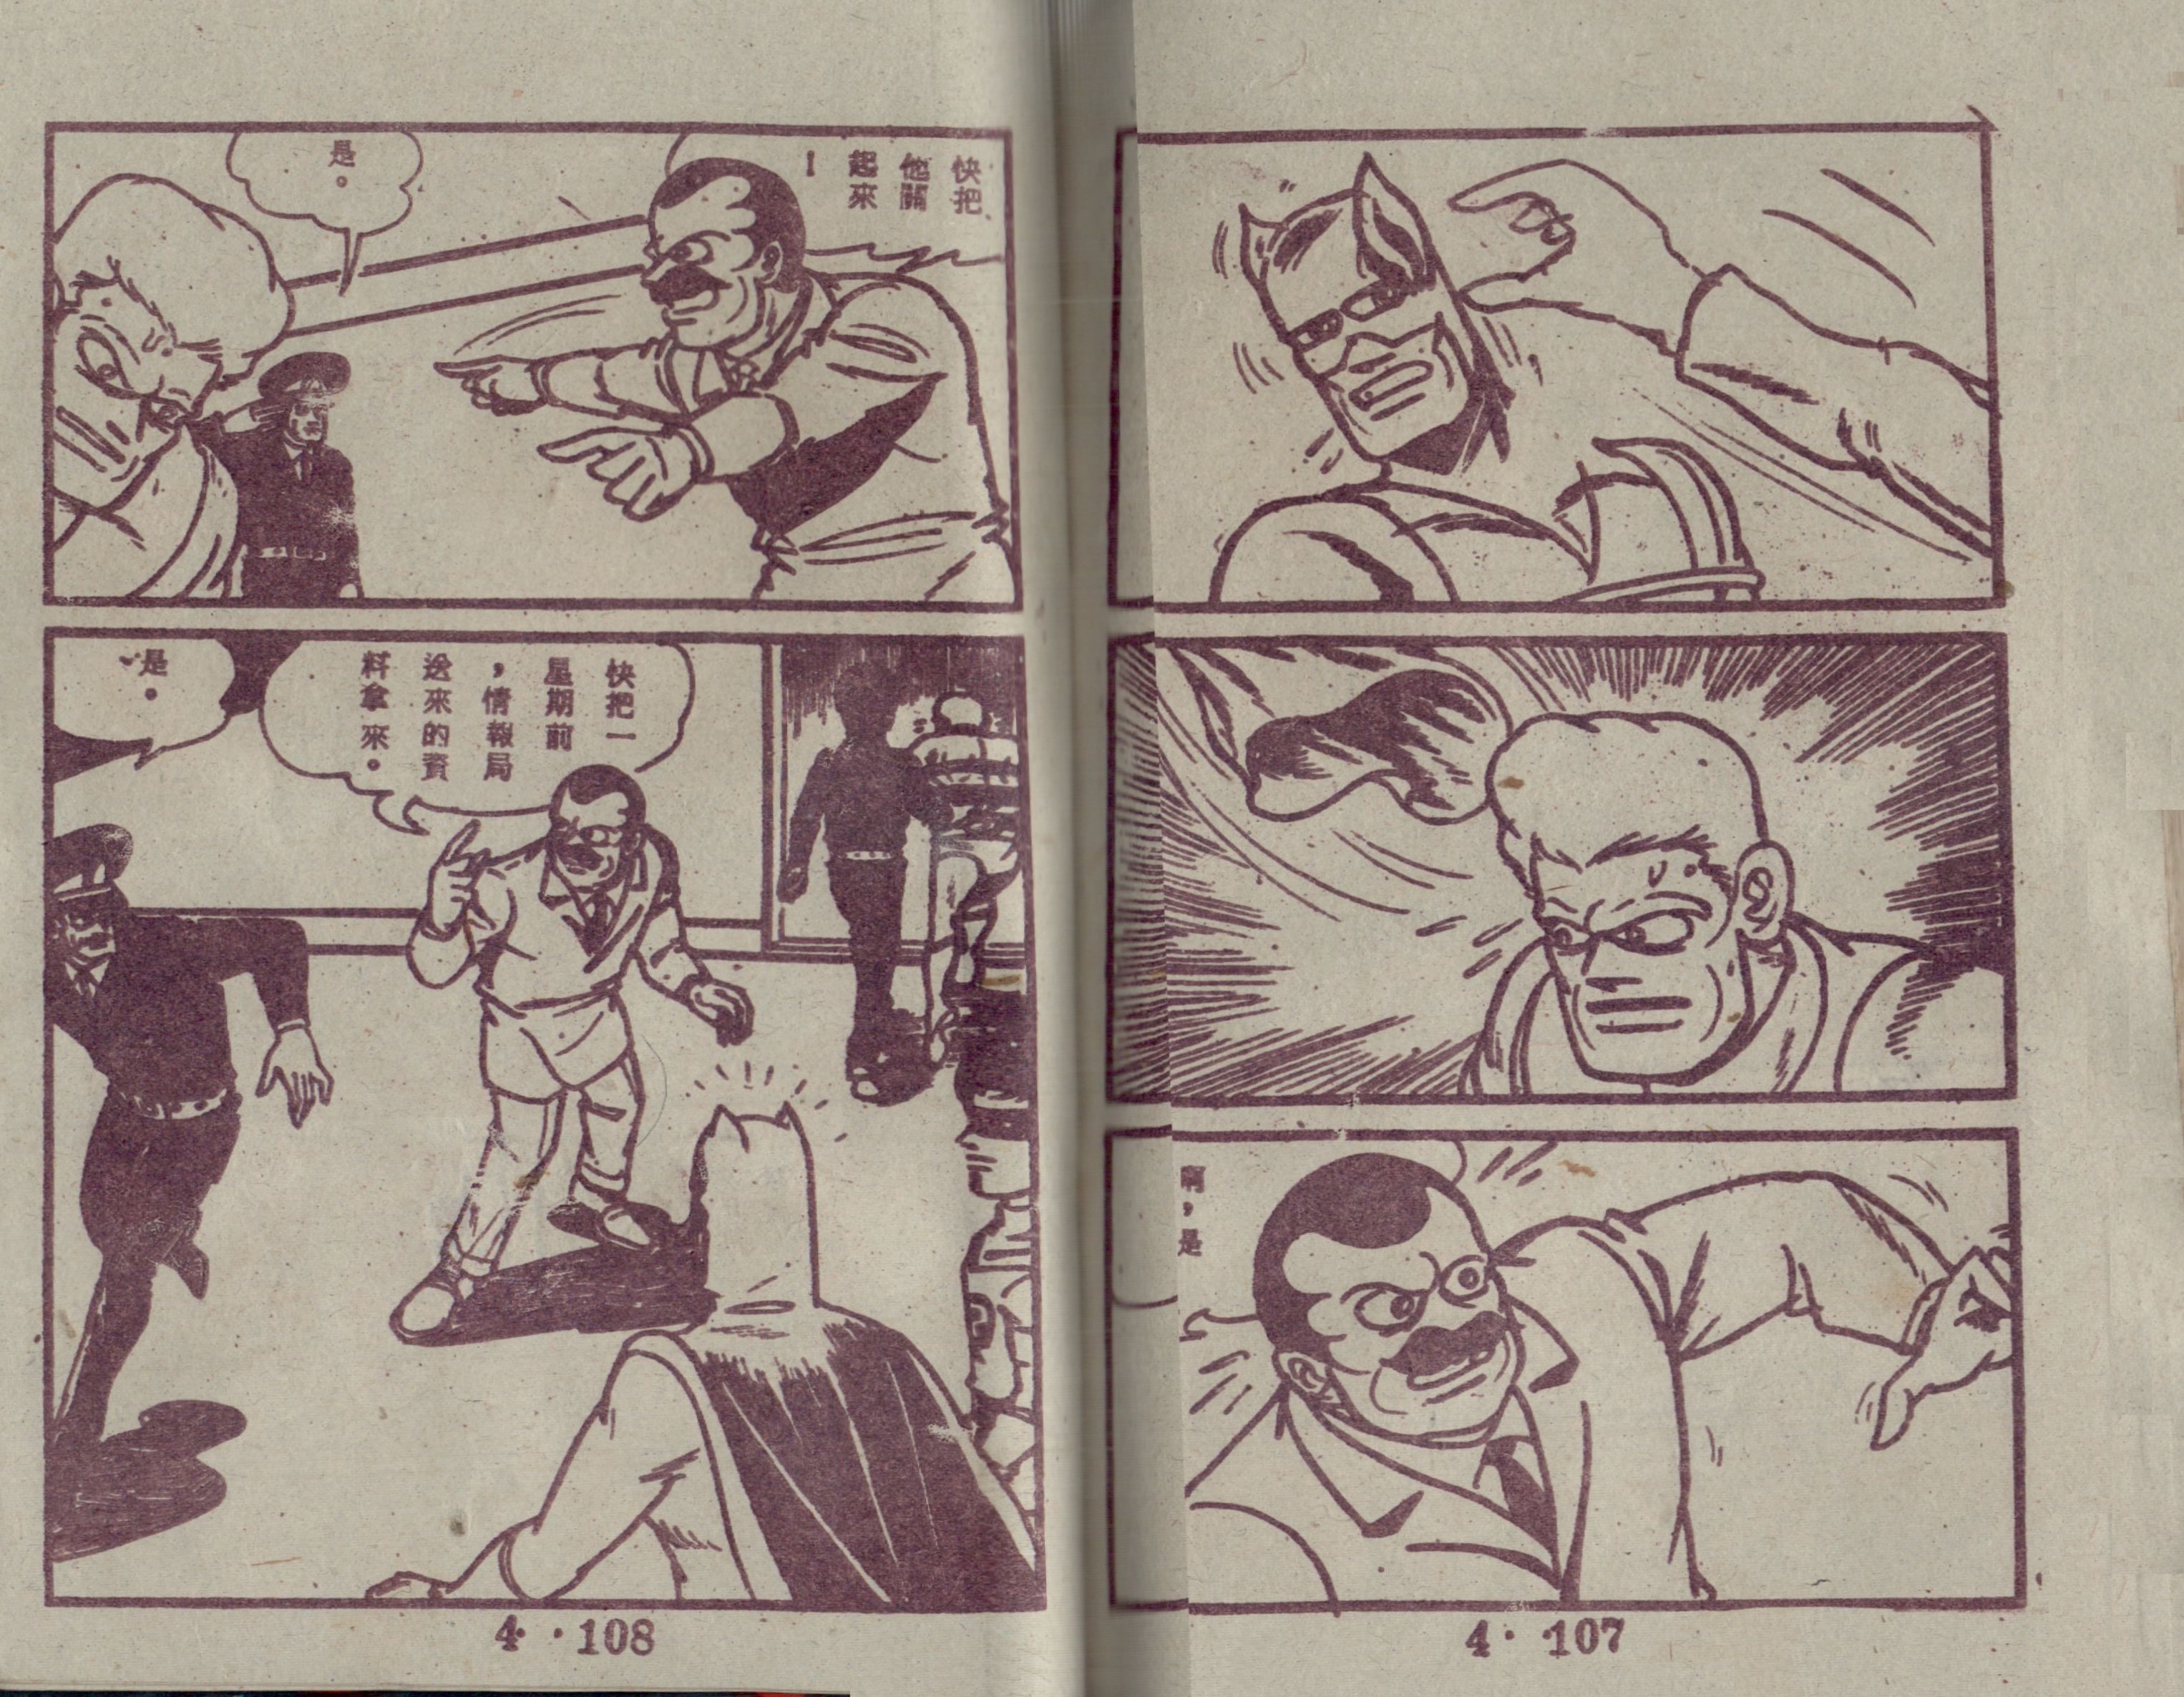 啊，是
4·107
快把
他關
起來
！
是。
快把一
星期前
，情報局
送來的資
料拿來。
是。
4·108